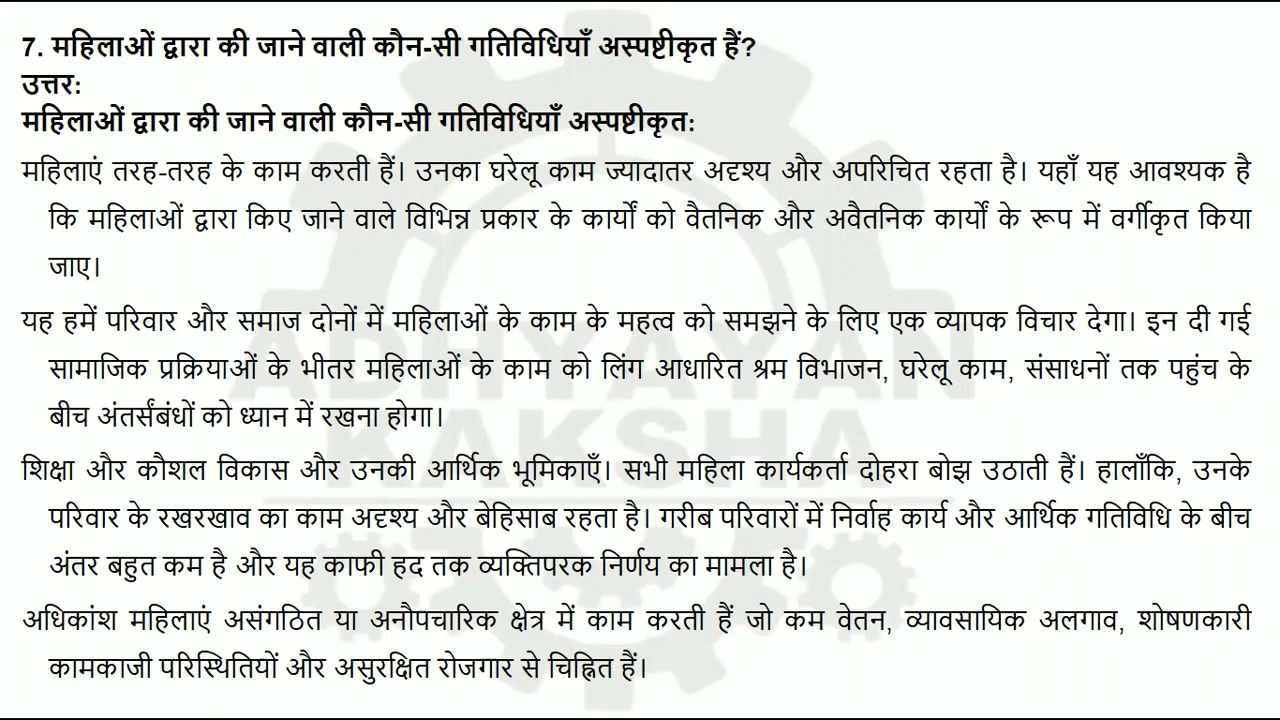 7. महिलाओं द्वारा की जाने वाली कौन-सी गतिविधियाँ अस्पष्टीकृत हैं?
उत्तर:
महिलाओं द्वारा की जाने वाली कौन-सी गतिविधियाँ अस्पष्टीकृत:
महिलाएं तरह-तरह के काम करती हैं। उनका घरेलू काम ज्यादातर अदृश्य और अपरिचित रहता है। यहाँ यह आवश्यक है
कि महिलाओं द्वारा किए जाने वाले विभिन्न प्रकार के कार्यों को वैतनिक और अवैतनिक कार्यों के रूप में वर्गीकृत किया
जाए।
यह हमें परिवार और समाज दोनों में महिलाओं के काम के महत्व को समझने के लिए एक व्यापक विचार देगा। इन दी गई
सामाजिक प्रक्रियाओं के भीतर महिलाओं के काम को लिंग आधारित श्रम विभाजन, घरेलू काम, संसाधनों तक पहुंच के
बीच अंतर्संबंधों को ध्यान में रखना होगा।
शिक्षा और कौशल विकास और उनकी आर्थिक भूमिकाएँ। सभी महिला कार्यकर्ता दोहरा बोझ उठाती हैं। हालाँकि, उनके
परिवार के रखरखाव का काम अदृश्य और बेहिसाब रहता है। गरीब परिवारों में निर्वाह कार्य और आर्थिक गतिविधि के बीच
अंतर बहुत कम है और यह काफी हद तक व्यक्तिपरक निर्णय का मामला है।
अधिकांश महिलाएं असंगठित या अनौपचारिक क्षेत्र में काम करती हैं जो कम वेतन, व्यावसायिक अलगाव, शोषणकारी
कामकाजी परिस्थितियों और असुरक्षित रोजगार से चिह्नित हैं।
ADHYAYAN
KAKSHA